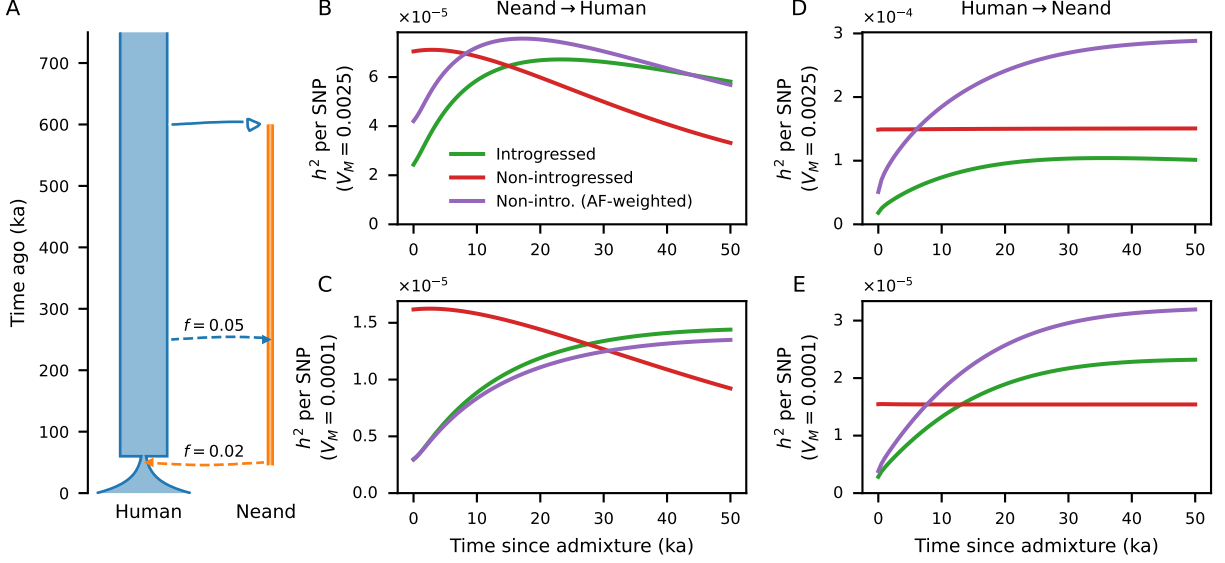 A
Time ago (ka)
700
600
500
400
300
200
100
0
f = 0.05
f = 0.02
Human
Neand
B
×10⁻⁵
Neand → Human
h² per SNP
(V_M = 0.0025)
6
4
2
0
Introgressed
Non-introgressed
Non-intro. (AF-weighted)
0 10 20 30 40 50
C
×10⁻⁵
h² per SNP
(V_M = 0.0001)
1.5
1.0
0.5
0.0
0 10 20 30 40 50
Time since admixture (ka)
D
×10⁻⁴
Human → Neand
h² per SNP
(V_M = 0.0025)
3
2
1
0
0 10 20 30 40 50
E
×10⁻⁵
h² per SNP
(V_M = 0.0001)
3
2
1
0
0 10 20 30 40 50
Time since admixture (ka)